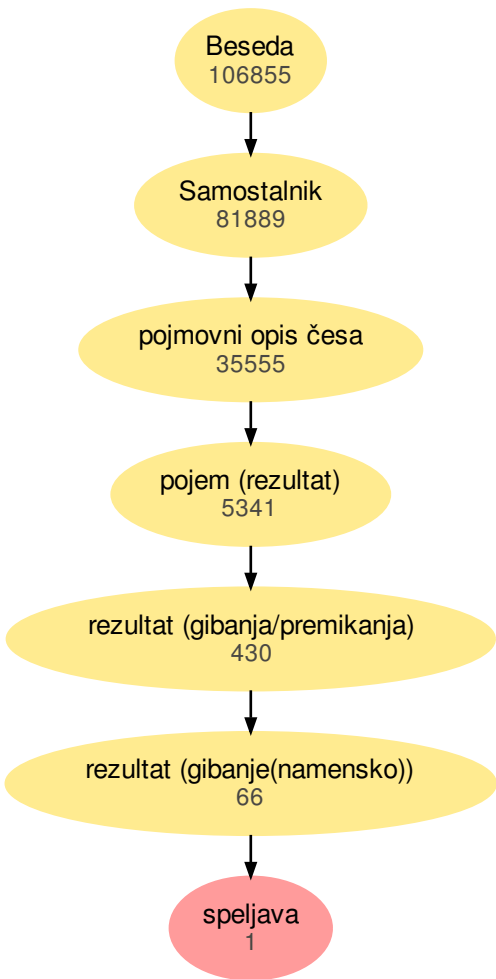 Beseda
106855
Samostalnik
81889
pojmovni opis česa
35555
pojem (rezultat)
5341
rezultat (gibanja/premikanja)
430
rezultat (gibanje(namensko))
66
speljava
1